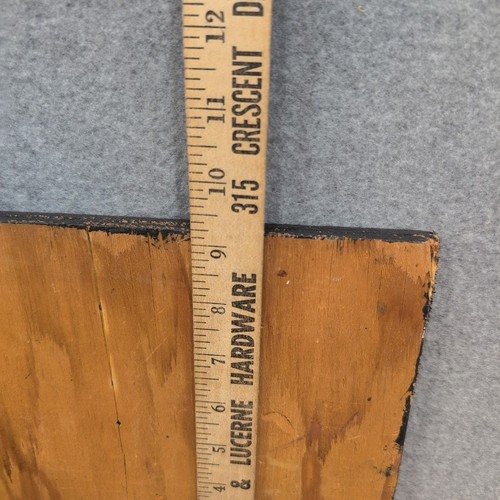 & LUCERNE HARDWARE 315 CRESCENT D
4 5 6 7 8 9 10 11 12